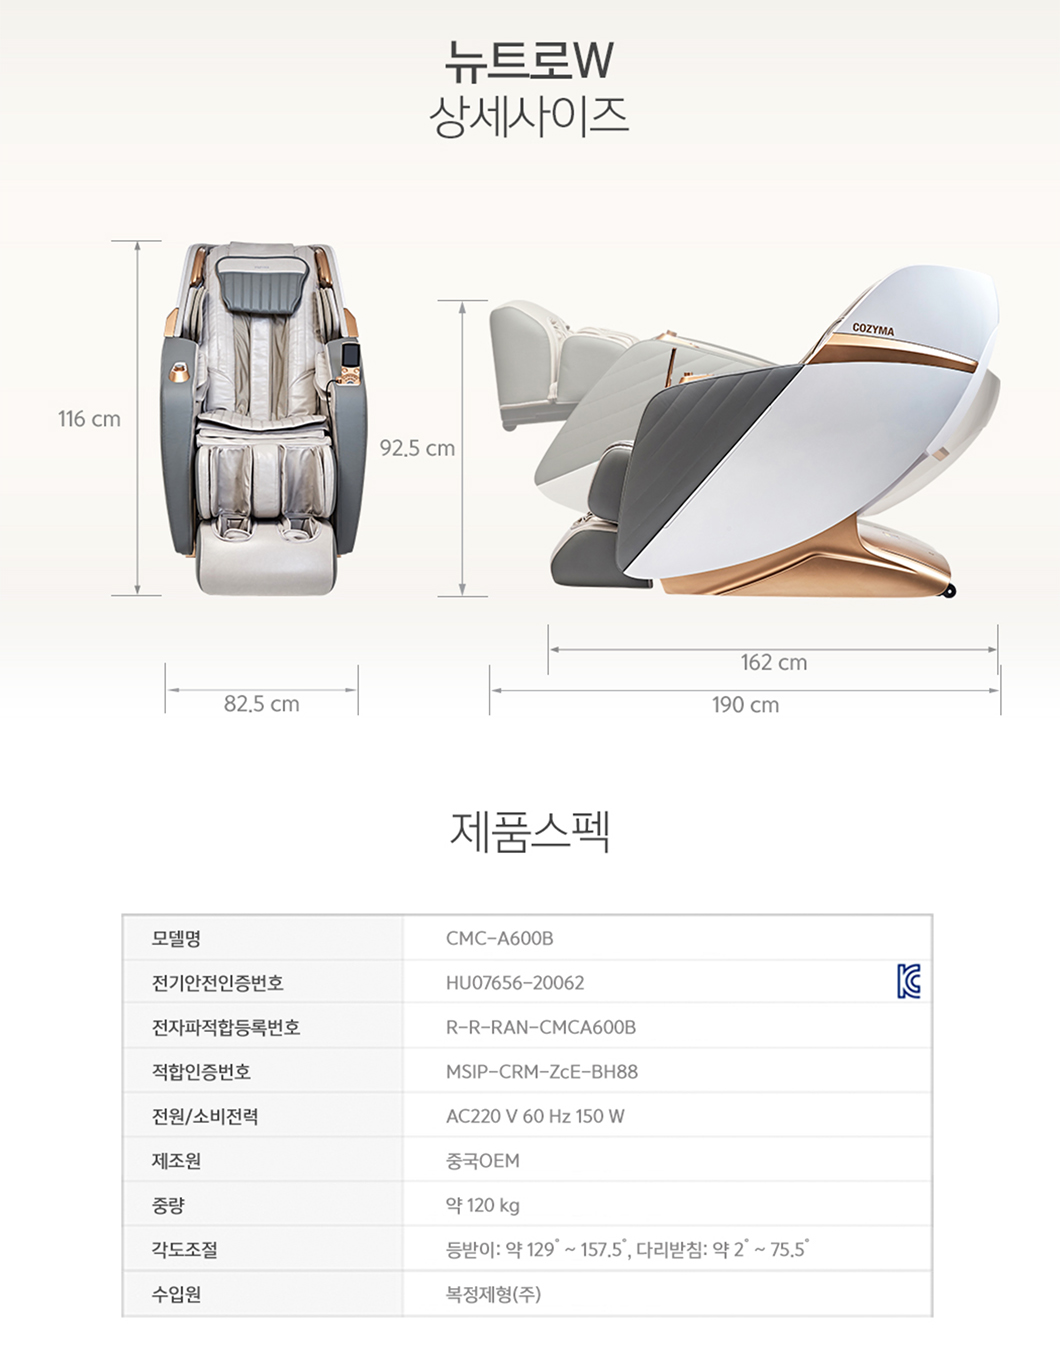 뉴트로W
상세사이즈
COZYMA
116 cm
92.5 cm
162 cm
82.5 cm
190 cm
제품스펙
모델명 CMC-A600B
전기안전인증번호 HU07656-20062
전자파적합등록번호 R-R-RAN-CMCA600B
적합인증번호 MSIP-CRM-ZcE-BH88
전원/소비전력 AC220 V 60 Hz 150 W
제조원 중국OEM
중량 약 120 kg
각도조절 등받이: 약 129° ~ 157.5°, 다리받침: 약 2° ~ 75.5°
수입원 복정제형(주)